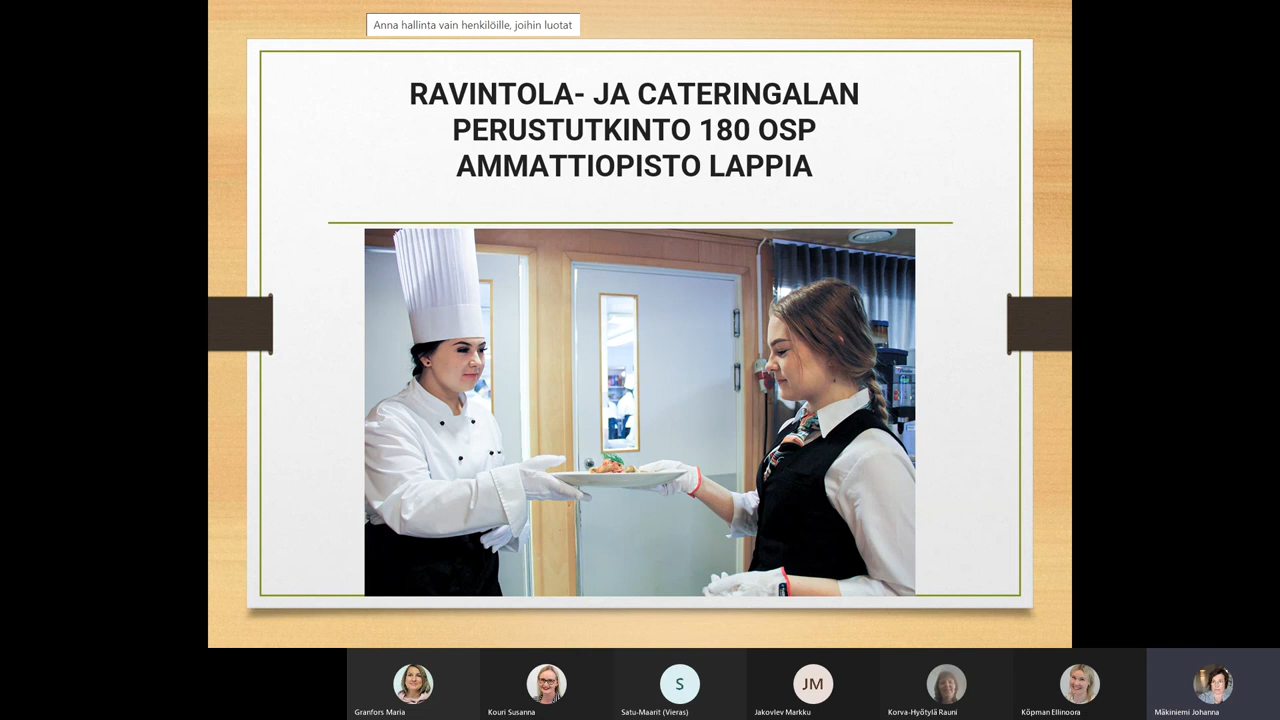 Anna hallinta vain henkilöille, joihin luotat
RAVINTOLA- JA CATERINGALAN
PERUSTUTKINTO 180 OSP
AMMATTIOPISTO LAPPIA
S
JM
Granfors Maria
Kouri Susanna
Satu-Maarit (Vieras)
Jakovlev Markku
Korva-Hyötylä Rauni
Köpman Ellinoora
Mäkiniemi Johanna